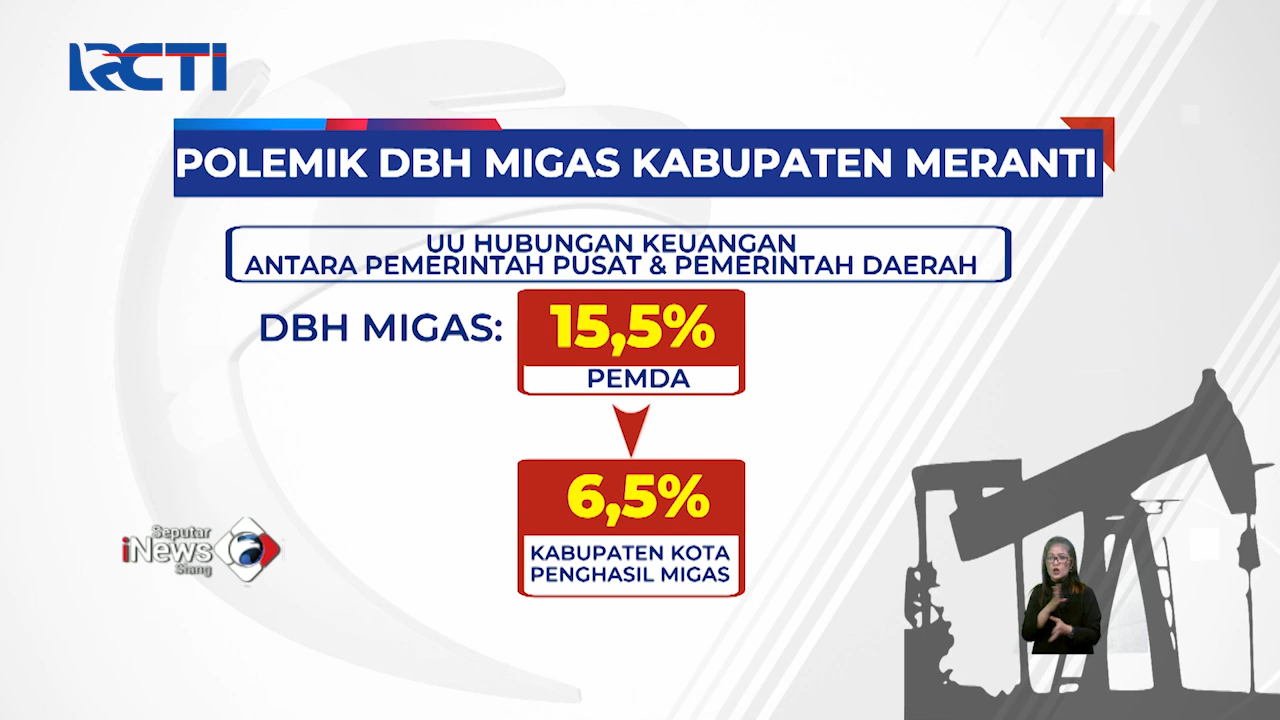 RCTI
POLEMIK DBH MIGAS KABUPATEN MERANTI
UU HUBUNGAN KEUANGAN
ANTARA PEMERINTAH PUSAT & PEMERINTAH DAERAH
DBH MIGAS:
15,5%
PEMDA
6,5%
KABUPATEN KOTA
PENGHASIL MIGAS
Seputar
iNews
Siang